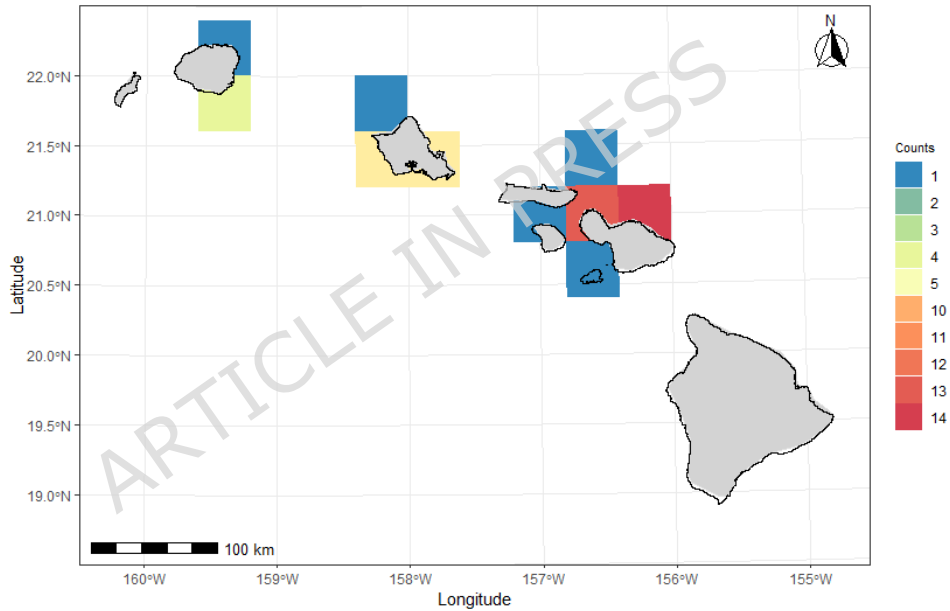 N
22.0°N
21.5°N
21.0°N
20.5°N
20.0°N
19.5°N
19.0°N
Latitude
ARTICLE IN PRESS
Counts
1
2
3
4
5
10
11
12
13
14
100 km
160°W
159°W
158°W
157°W
156°W
155°W
Longitude